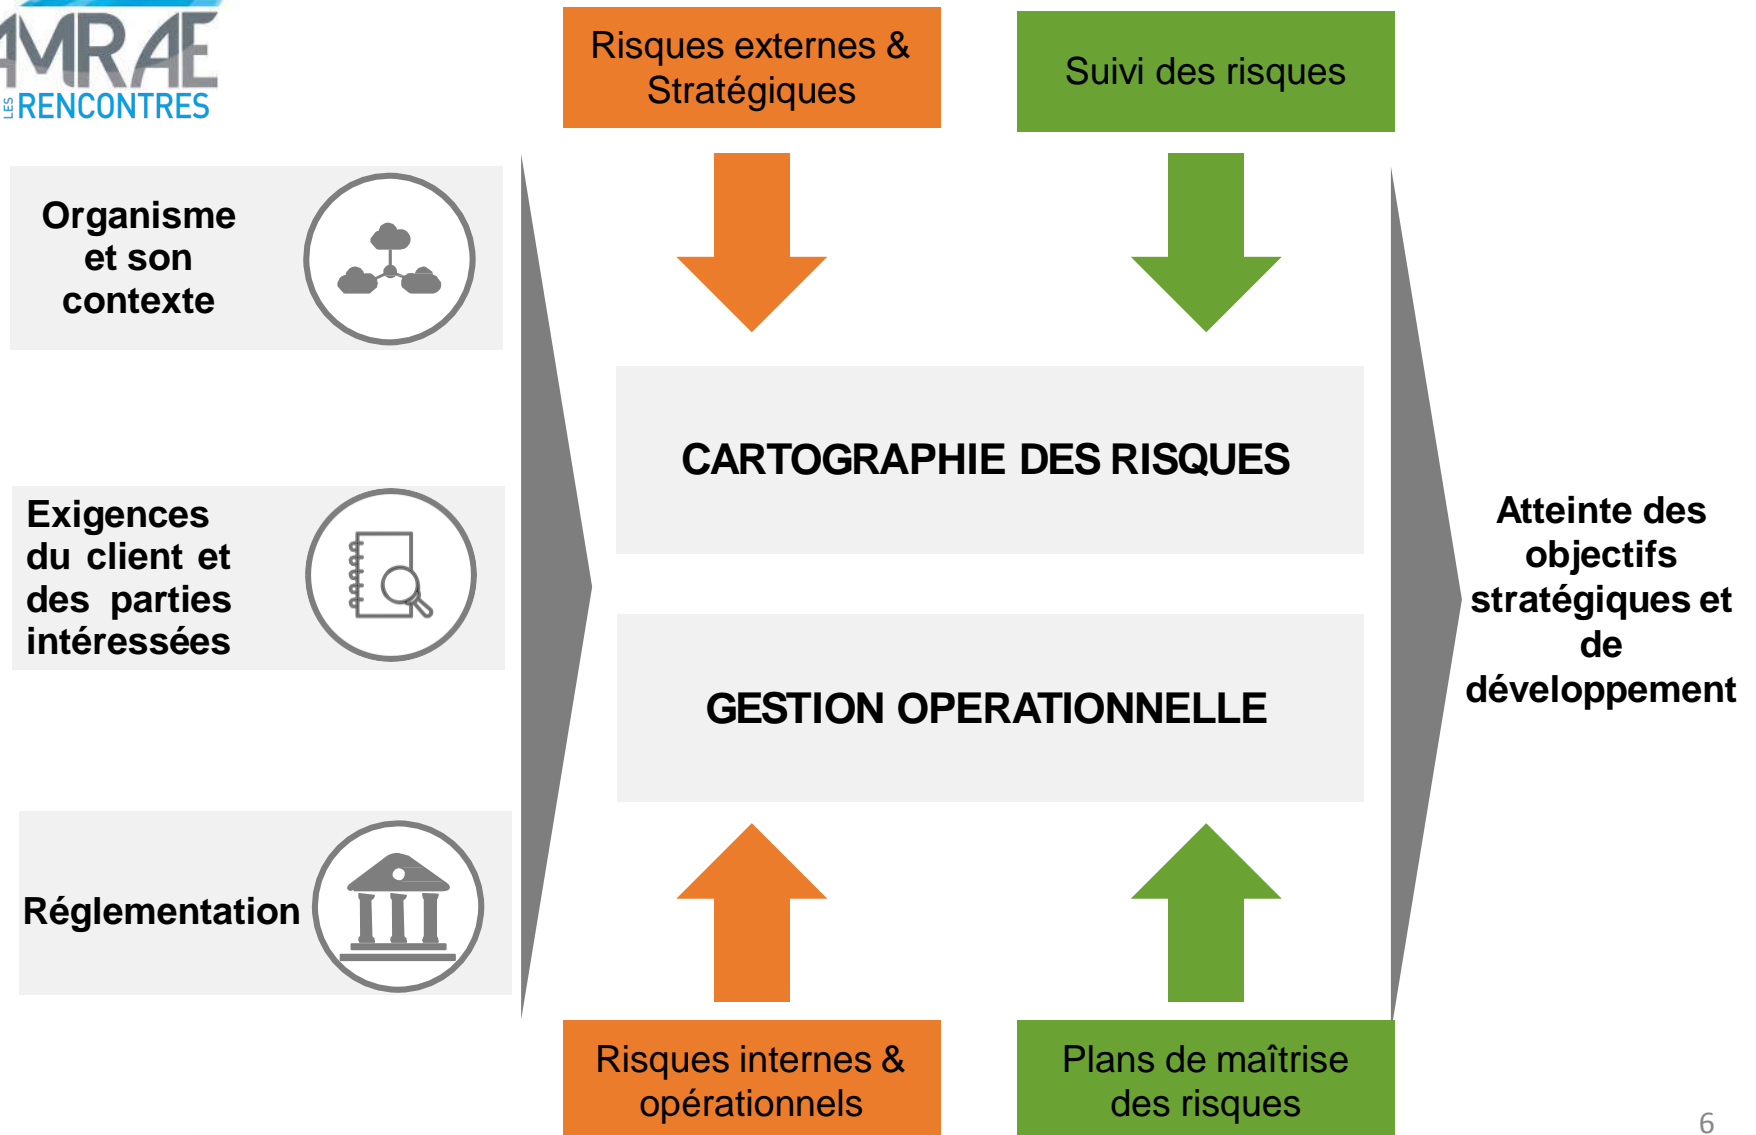 AMRAE
LES RENCONTRES
Risques externes &
Stratégiques
Suivi des risques
Organisme
et son
contexte
CARTOGRAPHIE DES RISQUES
Exigences
du client et
des parties
intéressées
Atteinte des
objectifs
stratégiques et
de
développement
GESTION OPERATIONNELLE
Réglementation
Risques internes &
opérationnels
Plans de maîtrise
des risques
6